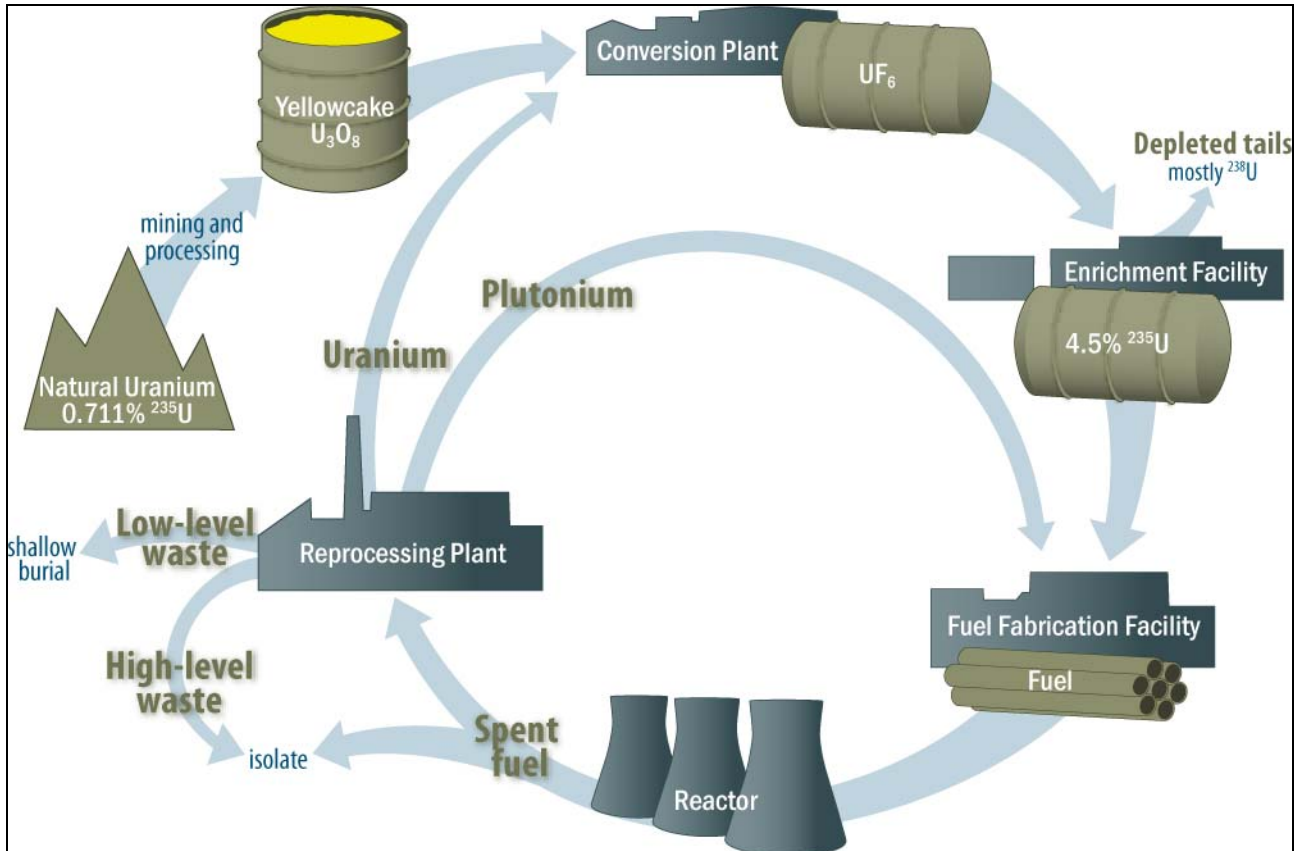 Conversion Plant
UF₆
Yellowcake
U₃O₈
Depleted tails
mostly ²³⁸U
mining and
processing
Enrichment Facility
4.5% ²³⁵U
Plutonium
Uranium
Natural Uranium
0.711% ²³⁵U
Low-level
waste
shallow
burial
Reprocessing Plant
High-level
waste
isolate
Spent
fuel
Reactor
Fuel Fabrication Facility
Fuel